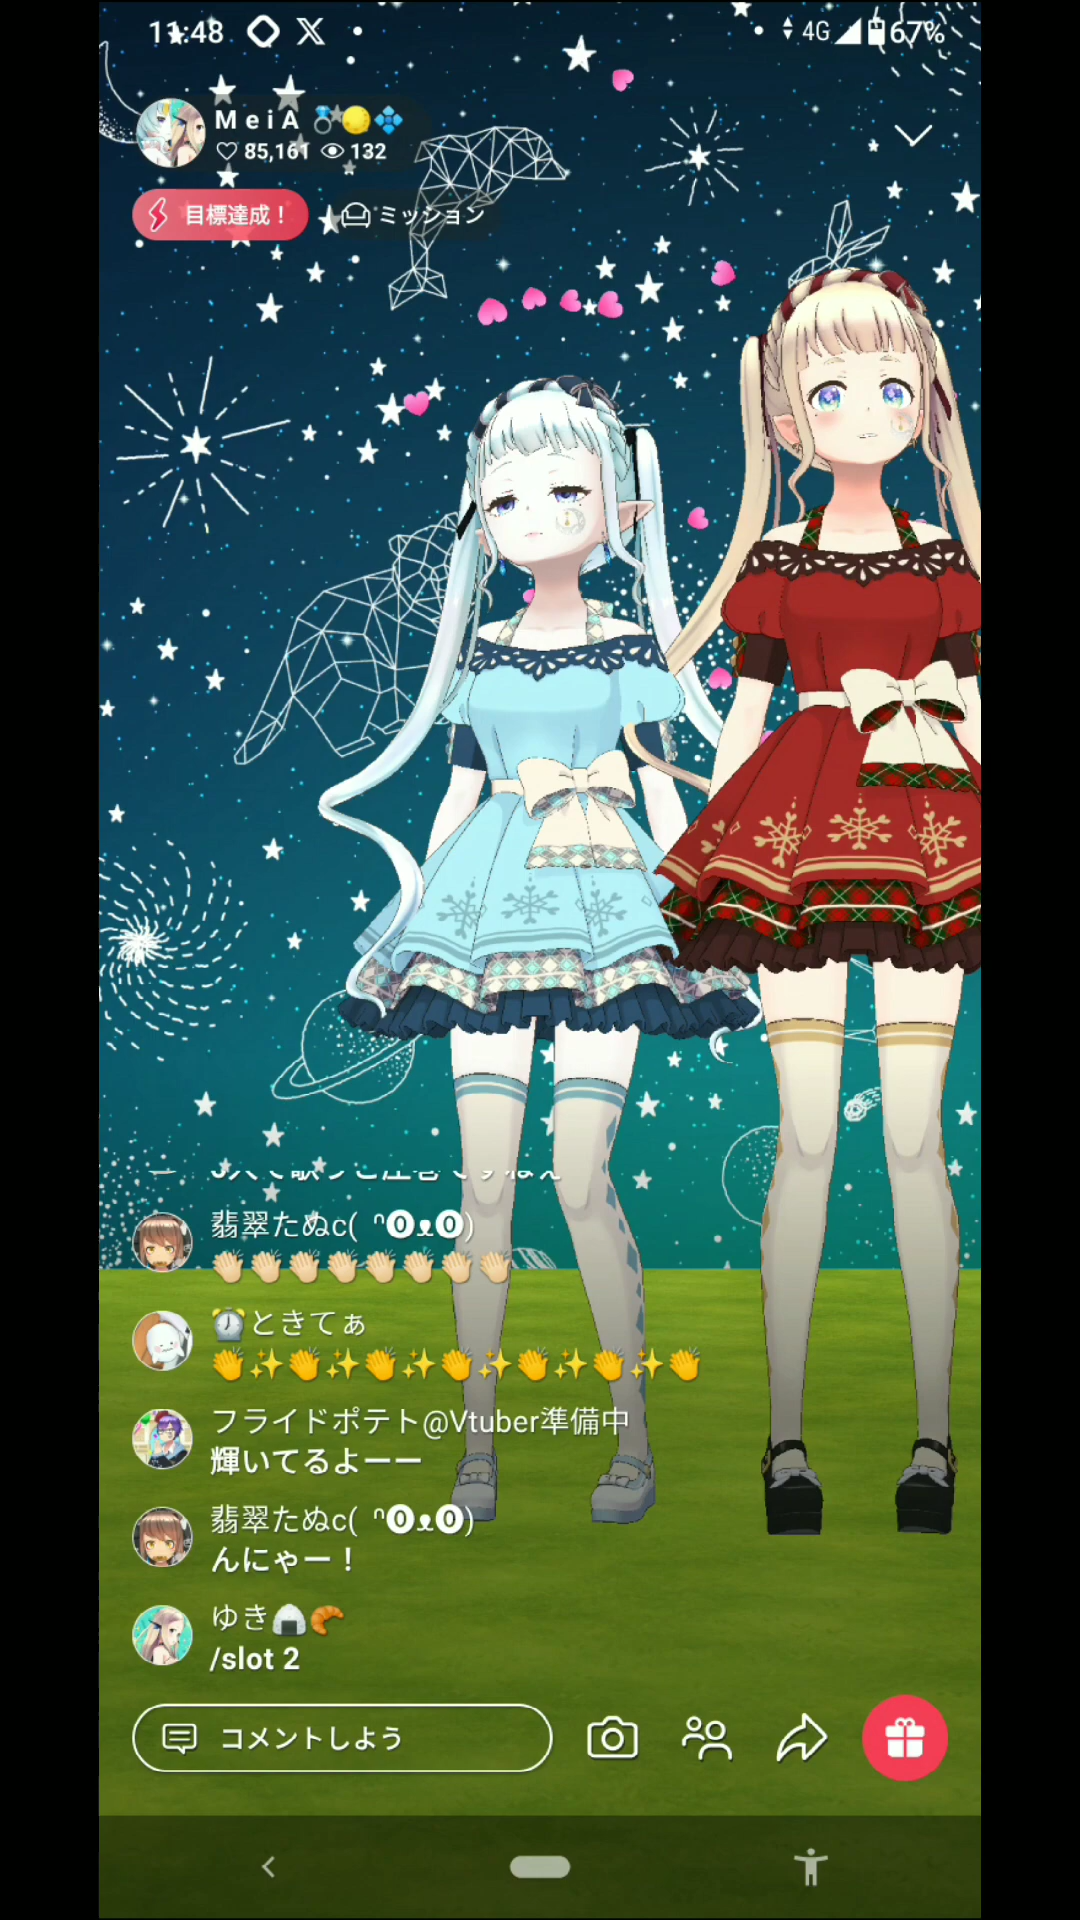 11:48
4G
67%
MeiA 💍🌕💠
85,161 132
目標達成！
ミッション
翡翠たぬc( ᐢ⓿ᴥ⓿)
👏🏻👏🏻👏🏻👏🏻👏🏻👏🏻👏🏻👏🏻
⏰ときてぁ
👏✨👏✨👏✨👏✨👏✨👏✨👏
フライドポテト@Vtuber準備中
輝いてるよーー
翡翠たぬc( ᐢ⓿ᴥ⓿)
んにゃー！
ゆき🍙🥐
/slot 2
コメントしよう